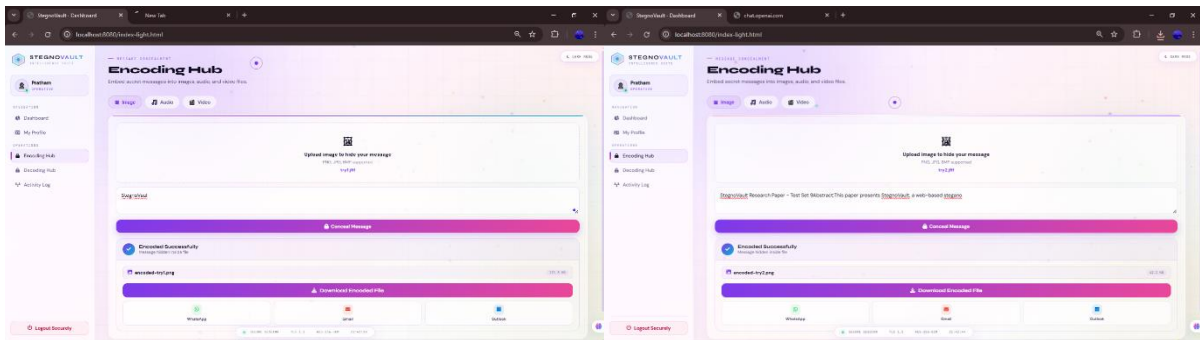 StegnoVault - Dashboard
New Tab
localhost:8080/index-light.html
STEGNOVAULT
Pratham
Dashboard
My Profile
Encoding Hub
Decoding Hub
Activity Log
Logout Securely
Encoding Hub
Embed secret messages into images, audio, and video files.
Image
Audio
Video
Upload image to hide your message
PNG, JPG, BMP supported
Conceal Message
Encoded Successfully
Message hidden inside file
encoded-try1.png
Download Encoded File
WhatsApp
Gmail
Outlook
StegnoVault - Dashboard
chat.openai.com
localhost:8080/index-light.html
STEGNOVAULT
Pratham
Dashboard
My Profile
Encoding Hub
Decoding Hub
Activity Log
Logout Securely
Encoding Hub
Embed secret messages into images, audio, and video files.
Image
Audio
Video
Upload image to hide your message
PNG, JPG, BMP supported
StegnoVault Research Paper – Test Set
This paper presents StegnoVault, a web-based stegano
Conceal Message
Encoded Successfully
Message hidden inside file
encoded-try2.png
Download Encoded File
WhatsApp
Gmail
Outlook